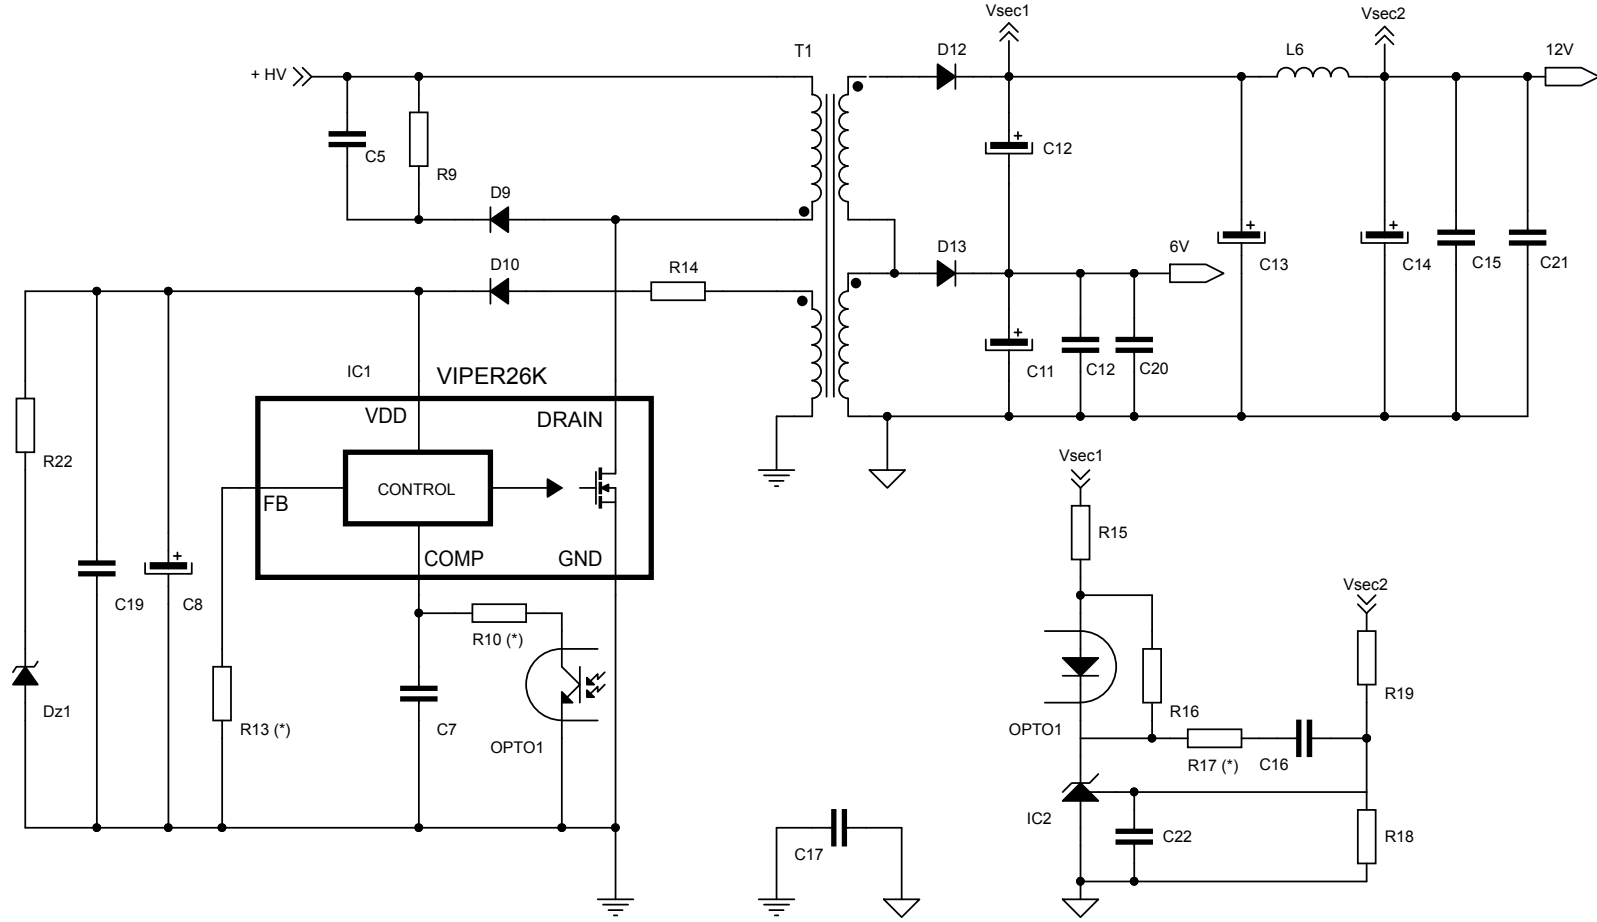 Vsec1
Vsec2
T1
D12
L6
12V
+ HV
C5
R9
C12
D9
D10
R14
D13
6V
C13
C14
C15
C21
IC1
VIPER26K
C11
C12
C20
VDD
DRAIN
R22
CONTROL
FB
Vsec1
R15
COMP
GND
C19
C8
R10 (*)
Vsec2
R19
Dz1
R13 (*)
C7
OPTO1
OPTO1
R16
R17 (*)
C16
IC2
C22
R18
C17